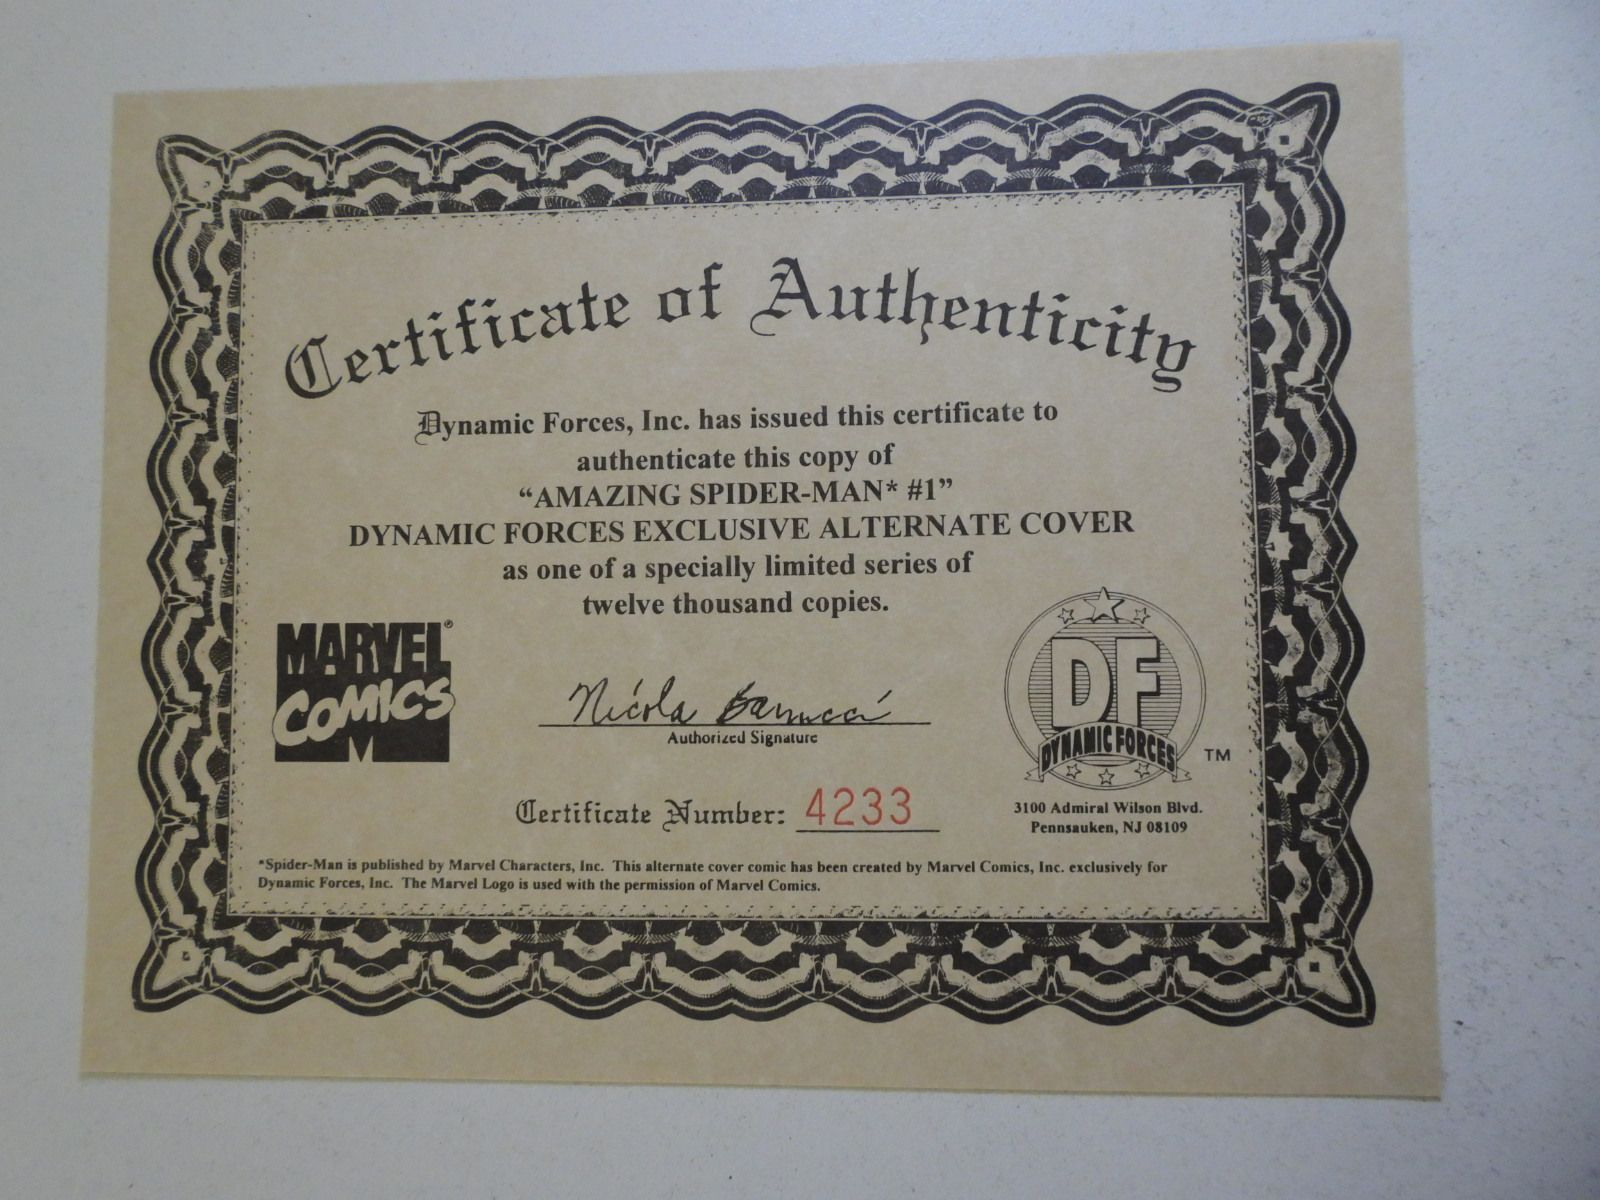 Certificate of Authenticity
Dynamic Forces, Inc. has issued this certificate to
authenticate this copy of
“AMAZING SPIDER-MAN* #1”
DYNAMIC FORCES EXCLUSIVE ALTERNATE COVER
as one of a specially limited series of
twelve thousand copies.
MARVEL®
COMICS
Nicola Barrucci
Authorized Signature
DF
DYNAMIC FORCES
TM
Certificate Number: 4233
3100 Admiral Wilson Blvd.
Pennsauken, NJ 08109
*Spider-Man is published by Marvel Characters, Inc. This alternate cover comic has been created by Marvel Comics, Inc. exclusively for
Dynamic Forces, Inc. The Marvel Logo is used with the permission of Marvel Comics.